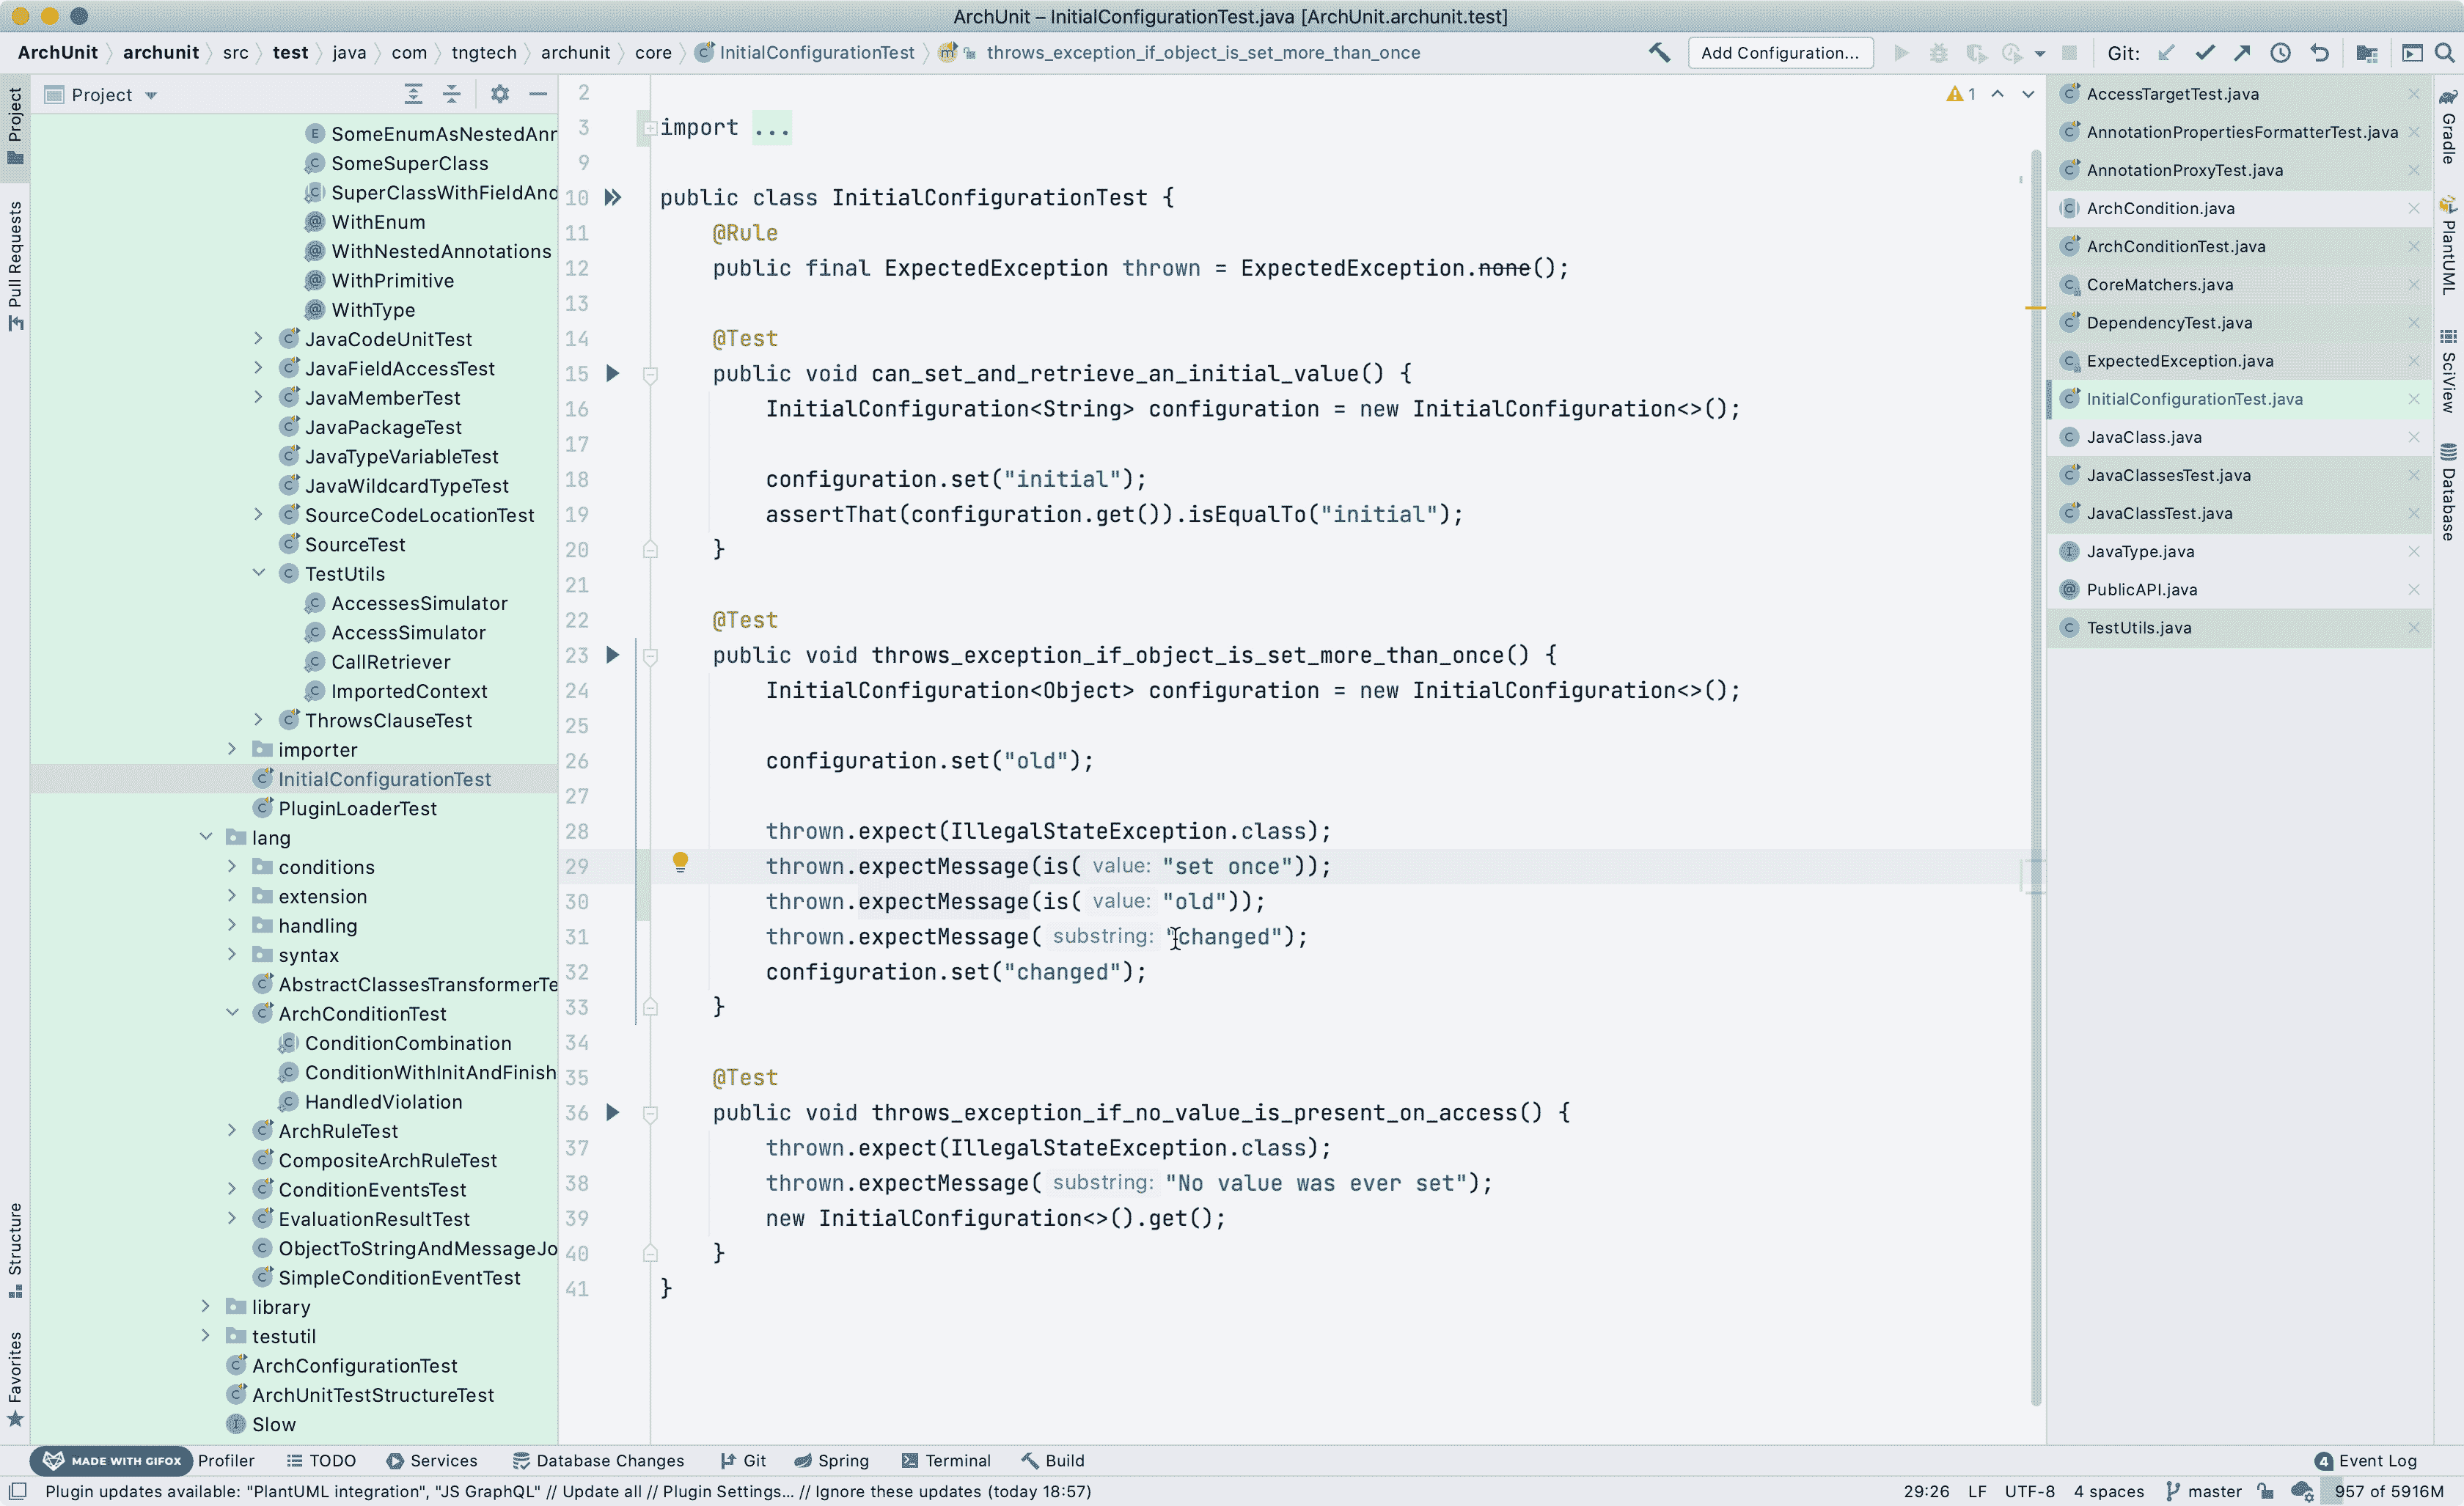 ArchUnit – InitialConfigurationTest.java [ArchUnit.archunit.test]
ArchUnit archunit src test java com tngtech archunit core InitialConfigurationTest throws_exception_if_object_is_set_more_than_once
Add Configuration...
Git:
Project
Pull Requests
Structure
Favorites
Project
SomeEnumAsNestedAnn
SomeSuperClass
SuperClassWithFieldAnd
WithEnum
WithNestedAnnotations
WithPrimitive
WithType
JavaCodeUnitTest
JavaFieldAccessTest
JavaMemberTest
JavaPackageTest
JavaTypeVariableTest
JavaWildcardTypeTest
SourceCodeLocationTest
SourceTest
TestUtils
AccessesSimulator
AccessSimulator
CallRetriever
ImportedContext
ThrowsClauseTest
importer
InitialConfigurationTest
PluginLoaderTest
lang
conditions
extension
handling
syntax
AbstractClassesTransformerTe
ArchConditionTest
ConditionCombination
ConditionWithInitAndFinish
HandledViolation
ArchRuleTest
CompositeArchRuleTest
ConditionEventsTest
EvaluationResultTest
ObjectToStringAndMessageJo
SimpleConditionEventTest
library
testutil
ArchConfigurationTest
ArchUnitTestStructureTest
Slow
1
2
3 import ...
9
10 public class InitialConfigurationTest {
11 @Rule
12 public final ExpectedException thrown = ExpectedException.none();
13
14 @Test
15 public void can_set_and_retrieve_an_initial_value() {
16 InitialConfiguration<String> configuration = new InitialConfiguration<>();
17
18 configuration.set("initial");
19 assertThat(configuration.get()).isEqualTo("initial");
20 }
21
22 @Test
23 public void throws_exception_if_object_is_set_more_than_once() {
24 InitialConfiguration<Object> configuration = new InitialConfiguration<>();
25
26 configuration.set("old");
27
28 thrown.expect(IllegalStateException.class);
29 thrown.expectMessage(is( value: "set once"));
30 thrown.expectMessage(is( value: "old"));
31 thrown.expectMessage( substring: "changed");
32 configuration.set("changed");
33 }
34
35 @Test
36 public void throws_exception_if_no_value_is_present_on_access() {
37 thrown.expect(IllegalStateException.class);
38 thrown.expectMessage( substring: "No value was ever set");
39 new InitialConfiguration<>().get();
40 }
41 }
AccessTargetTest.java
AnnotationPropertiesFormatterTest.java
AnnotationProxyTest.java
ArchCondition.java
ArchConditionTest.java
CoreMatchers.java
DependencyTest.java
ExpectedException.java
InitialConfigurationTest.java
JavaClass.java
JavaClassesTest.java
JavaClassTest.java
JavaType.java
PublicAPI.java
TestUtils.java
Gradle
PlantUML
SciView
Database
MADE WITH GIFOX Profiler TODO Services Database Changes Git Spring Terminal Build 4 Event Log
Plugin updates available: "PlantUML integration", "JS GraphQL" // Update all // Plugin Settings... // Ignore these updates (today 18:57) 29:26 LF UTF-8 4 spaces master 957 of 5916M